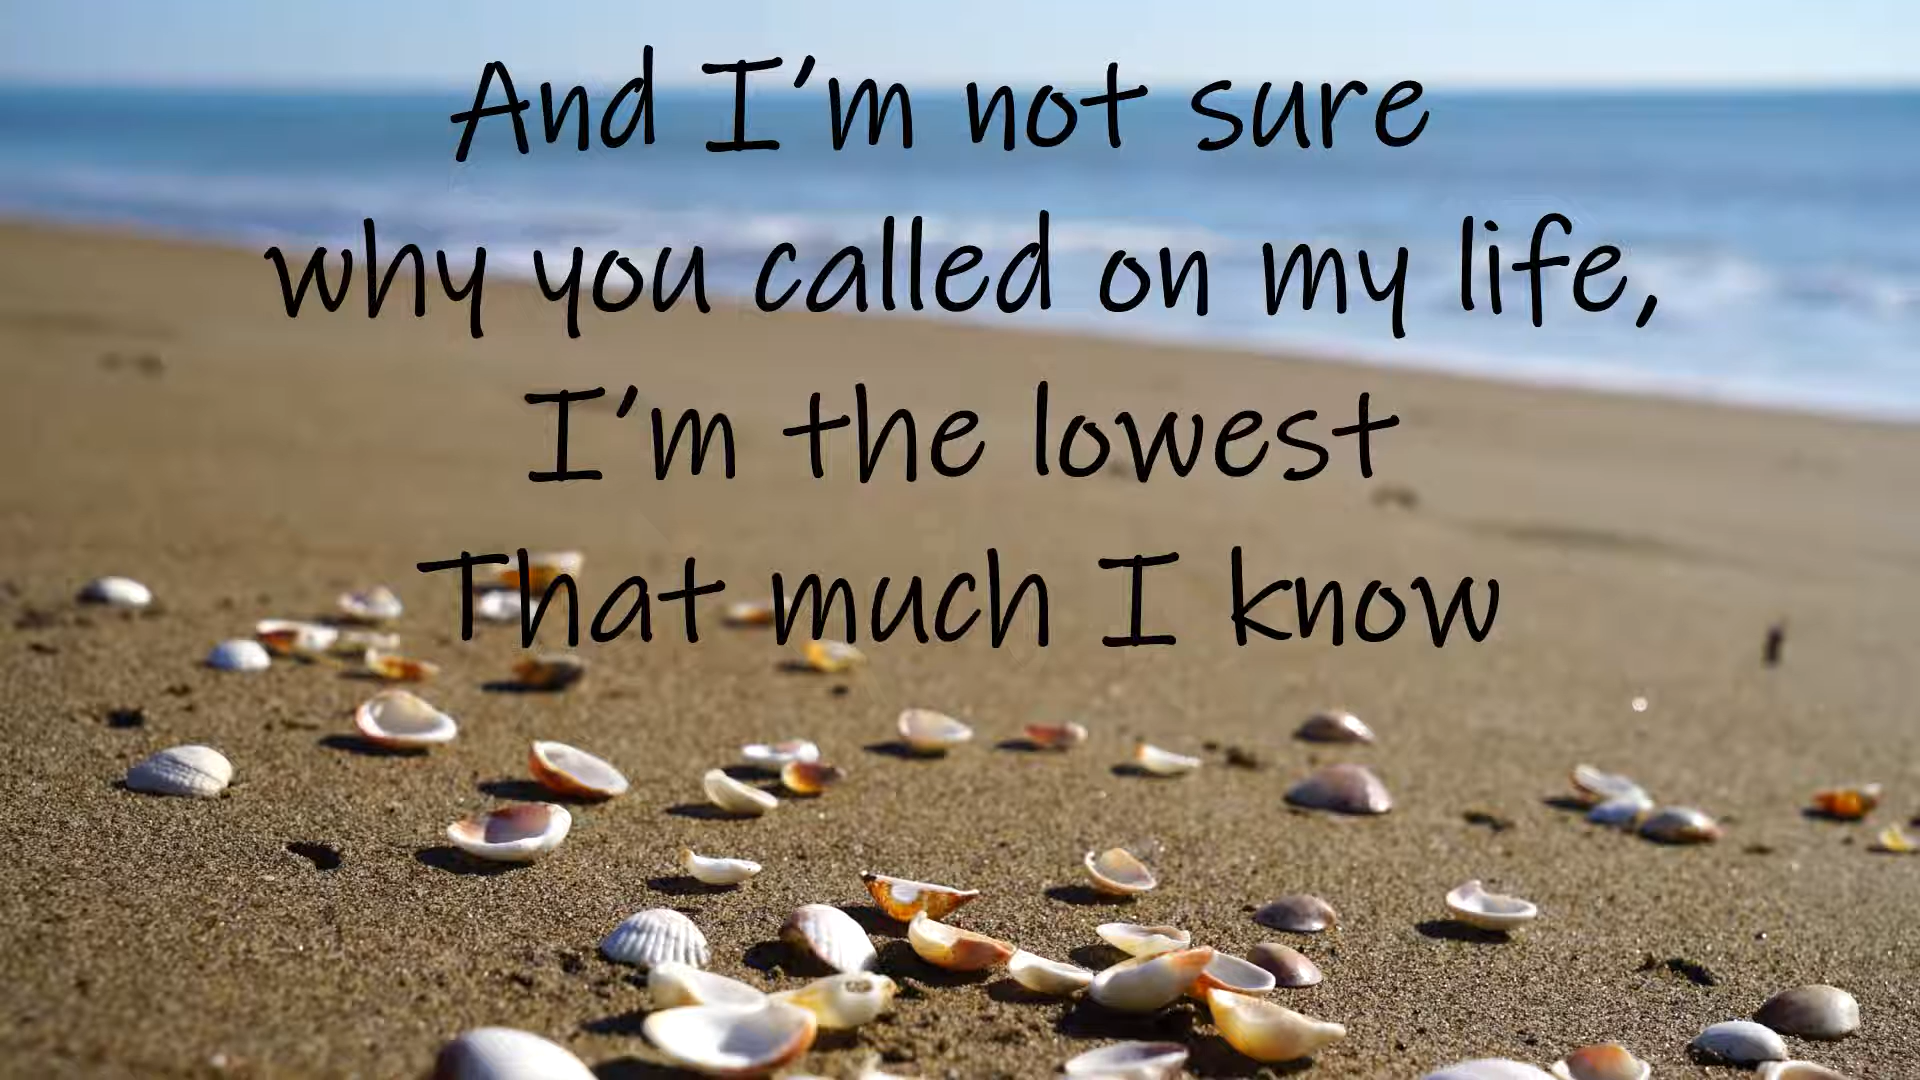 And I'm not sure
why you called on my life,
I'm the lowest
That much I know